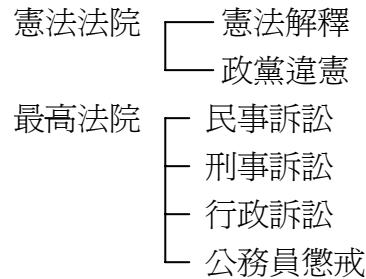 憲法法院 憲法解釋
政黨違憲
最高法院 民事訴訟
刑事訴訟
行政訴訟
公務員懲戒